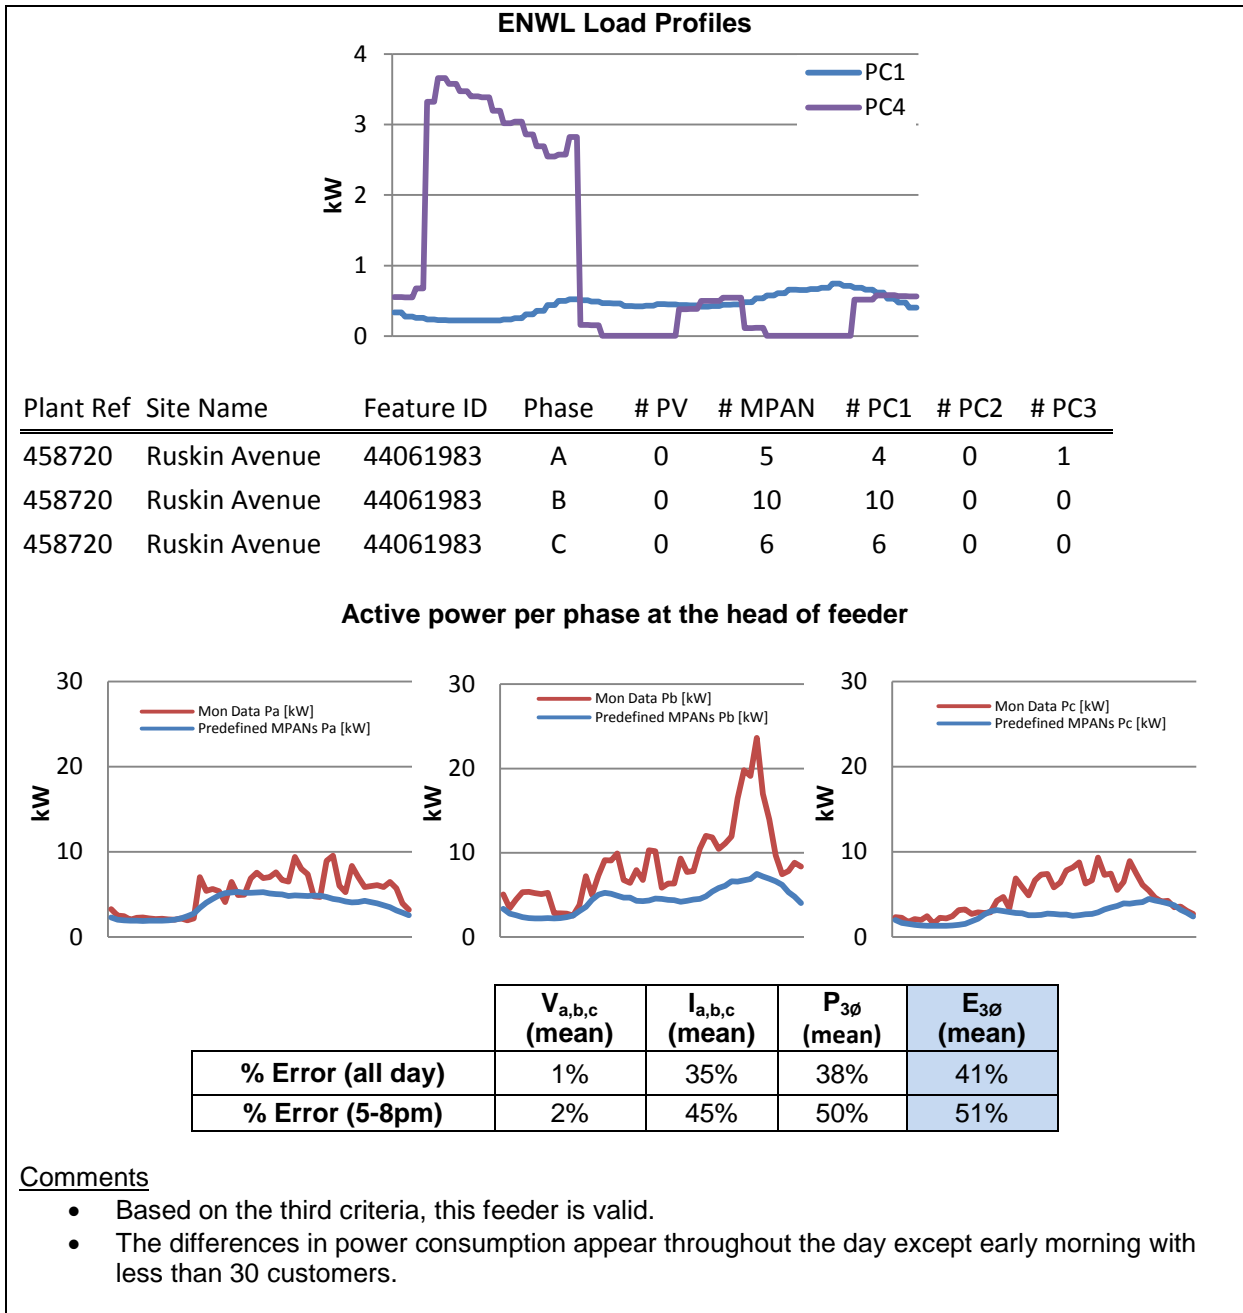 ENWL Load Profiles
4
3
2
1
0
kW
PC1
PC4
Plant Ref Site Name Feature ID Phase # PV # MPAN # PC1 # PC2 # PC3
458720 Ruskin Avenue 44061983 A 0 5 4 0 1
458720 Ruskin Avenue 44061983 B 0 10 10 0 0
458720 Ruskin Avenue 44061983 C 0 6 6 0 0
Active power per phase at the head of feeder
30
20
10
0
kW
Mon Data Pa [kW]
Predefined MPANs Pa [kW]
30
20
10
0
kW
Mon Data Pb [kW]
Predefined MPANs Pb [kW]
30
20
10
0
kW
Mon Data Pc [kW]
Predefined MPANs Pc [kW]
Va,b,c (mean) Ia,b,c (mean) P3Ø (mean) E3Ø (mean)
% Error (all day) 1% 35% 38% 41%
% Error (5-8pm) 2% 45% 50% 51%
Comments
• Based on the third criteria, this feeder is valid.
• The differences in power consumption appear throughout the day except early morning with
less than 30 customers.